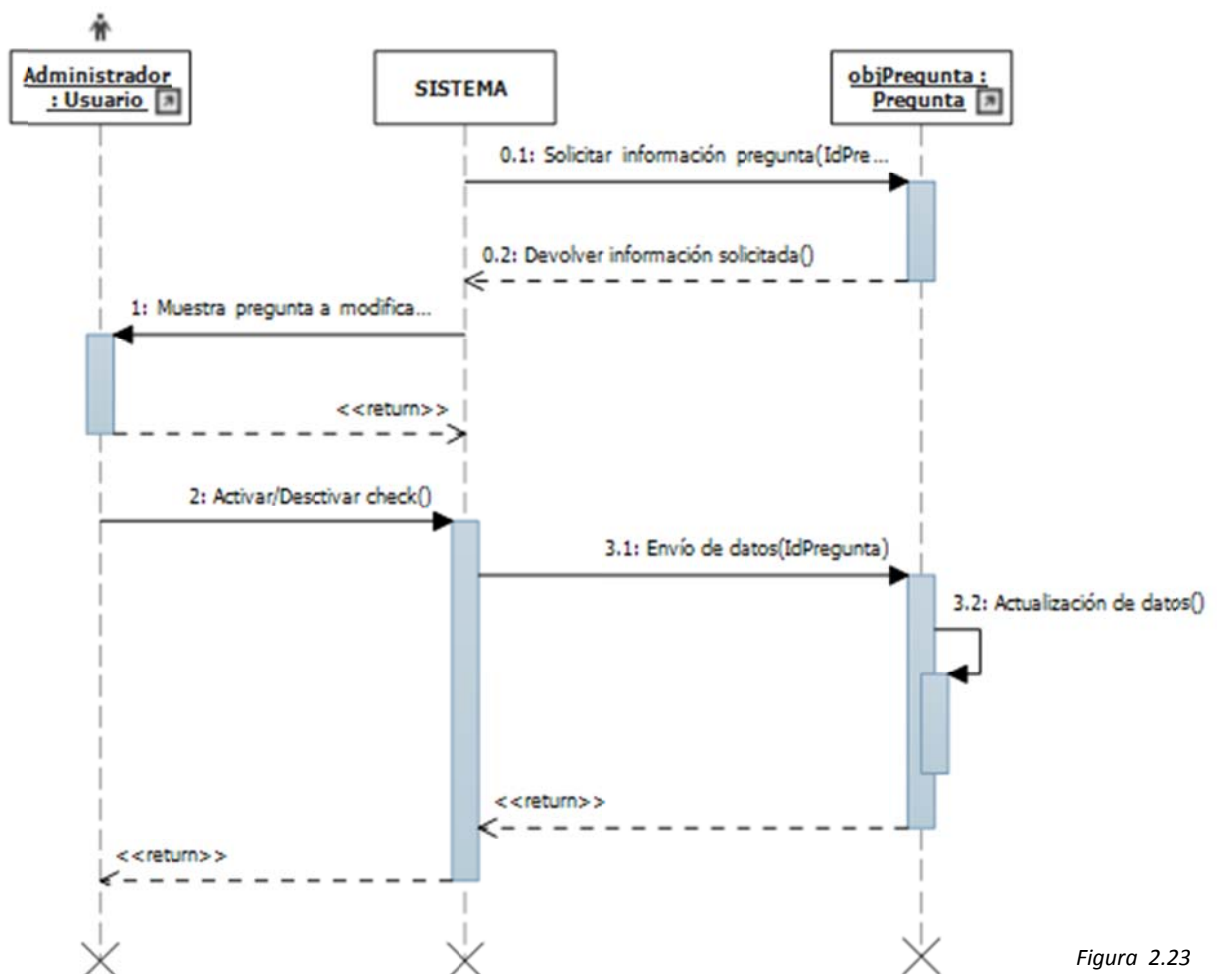 Administrador
: Usuario
SISTEMA
objPregunta :
Pregunta
0.1: Solicitar información pregunta(IdPre...
0.2: Devolver información solicitada()
1: Muestra pregunta a modifica...
<<return>>
2: Activar/Desctivar check()
3.1: Envío de datos(IdPregunta)
3.2: Actualización de datos()
<<return>>
<<return>>
Figura 2.23